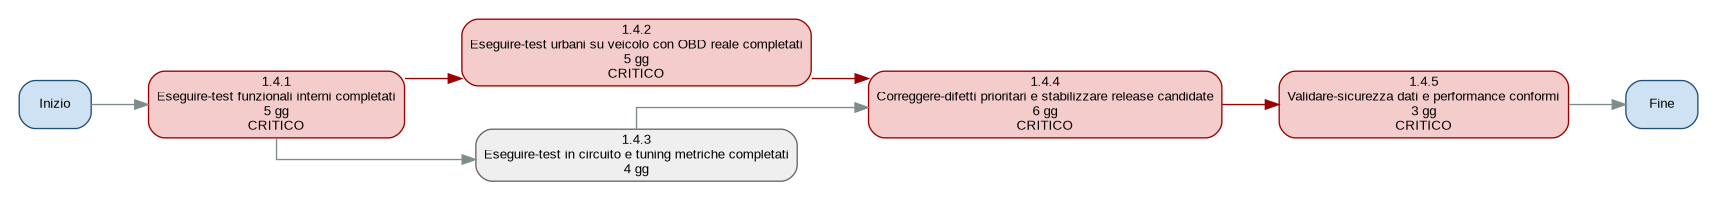 Inizio
1.4.1
Eseguire-test funzionali interni completati
5 gg
CRITICO
1.4.2
Eseguire-test urbani su veicolo con OBD reale completati
5 gg
CRITICO
1.4.3
Eseguire-test in circuito e tuning metriche completati
4 gg
1.4.4
Correggere-difetti prioritari e stabilizzare release candidate
6 gg
CRITICO
1.4.5
Validare-sicurezza dati e performance conformi
3 gg
CRITICO
Fine